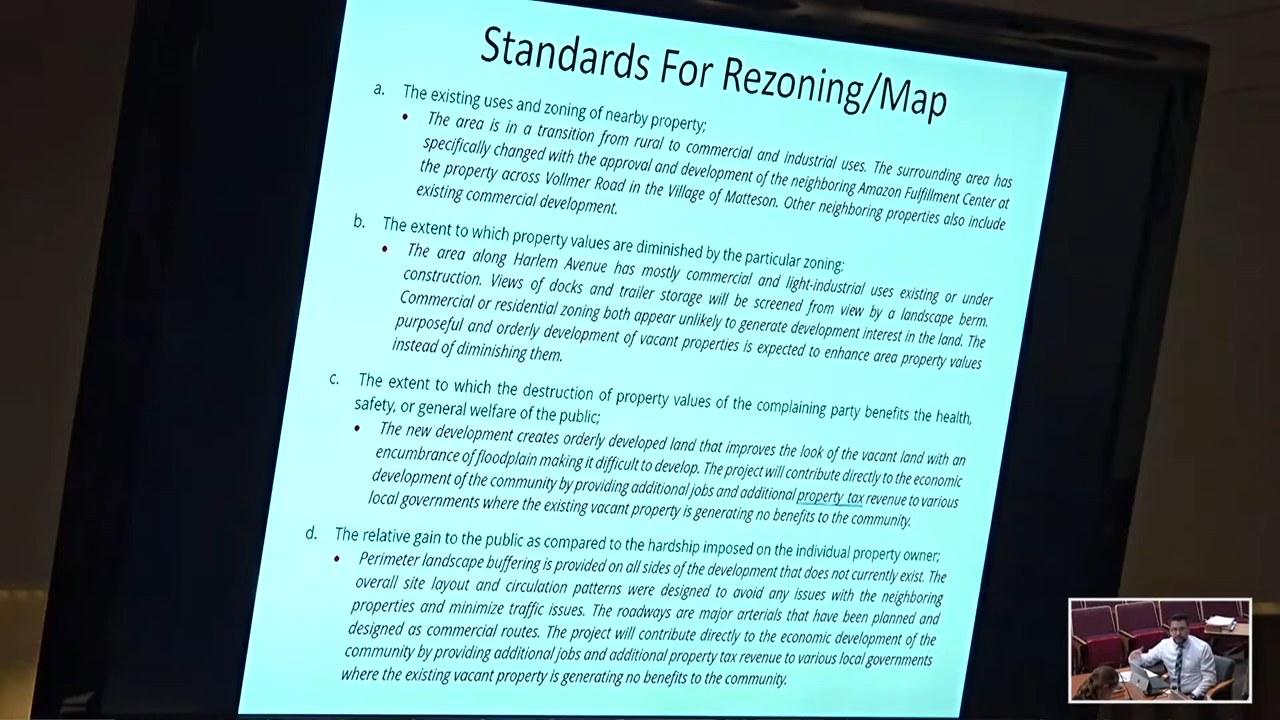 Standards For Rezoning/Map
a. The existing uses and zoning of nearby property;
• The area is in a transition from rural to commercial and industrial uses. The surrounding area has
specifically changed with the approval and development of the neighboring Amazon Fulfillment Center at
the property across Vollmer Road in the Village of Matteson. Other neighboring properties also include
existing commercial development.
b. The extent to which property values are diminished by the particular zoning;
• The area along Harlem Avenue has mostly commercial and light-industrial uses existing or under
construction. Views of docks and trailer storage will be screened from view by a landscape berm.
Commercial or residential zoning both appear unlikely to generate development interest in the land. The
purposeful and orderly development of vacant properties is expected to enhance area property values
instead of diminishing them.
c. The extent to which the destruction of property values of the complaining party benefits the health,
safety, or general welfare of the public;
• The new development creates orderly developed land that improves the look of the vacant land with an
encumbrance of floodplain making it difficult to develop. The project will contribute directly to the economic
development of the community by providing additional jobs and additional property tax revenue to various
local governments where the existing vacant property is generating no benefits to the community.
d. The relative gain to the public as compared to the hardship imposed on the individual property owner;
• Perimeter landscape buffering is provided on all sides of the development that does not currently exist. The
overall site layout and circulation patterns were designed to avoid any issues with the neighboring
properties and minimize traffic issues. The roadways are major arterials that have been planned and
designed as commercial routes. The project will contribute directly to the economic development of the
community by providing additional jobs and additional property tax revenue to various local governments
where the existing vacant property is generating no benefits to the community.